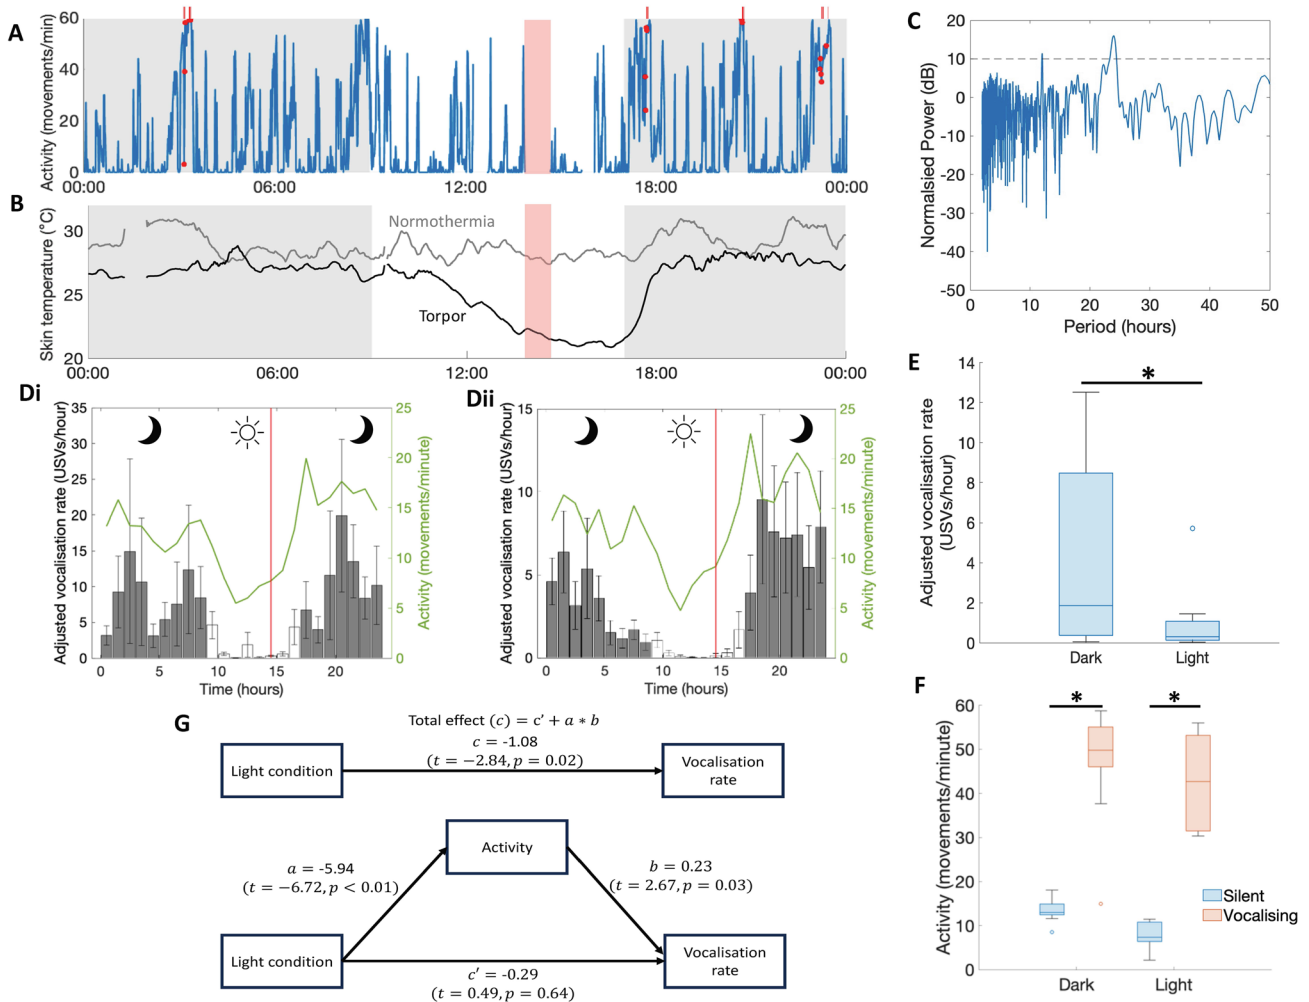 A
Activity (movements/min)
60
40
20
0
00:00
06:00
12:00
18:00
00:00
B
Skin temperature (°C)
30
25
20
Normothermia
Torpor
00:00
06:00
12:00
18:00
00:00
C
Normalsied Power (dB)
20
10
0
-10
-20
-30
-40
-50
0
10
20
30
40
50
Period (hours)
Di
Adjusted vocalisation rate (USVs/hour)
35
30
25
20
15
10
5
0
25
20
15
10
5
0
Activity (movements/minute)
0
5
10
15
20
Time (hours)
Dii
Adjusted vocalisation rate (USVs/hour)
15
10
5
0
25
20
15
10
5
0
Activity (movements/minute)
0
5
10
15
20
Time (hours)
E
Adjusted vocalisation rate
(USVs/hour)
14
12
10
8
6
4
2
0
*
Dark
Light
F
Activity (movements/minute)
60
50
40
30
20
10
0
*
*
Silent
Vocalising
Dark
Light
G
Total effect (c) = c′ + a * b
c = -1.08
(t = −2.84, p = 0.02)
Light condition
Vocalisation
rate
Activity
a = -5.94
(t = −6.72, p < 0.01)
b = 0.23
(t = 2.67, p = 0.03)
Light condition
Vocalisation
rate
c′ = -0.29
(t = 0.49, p = 0.64)